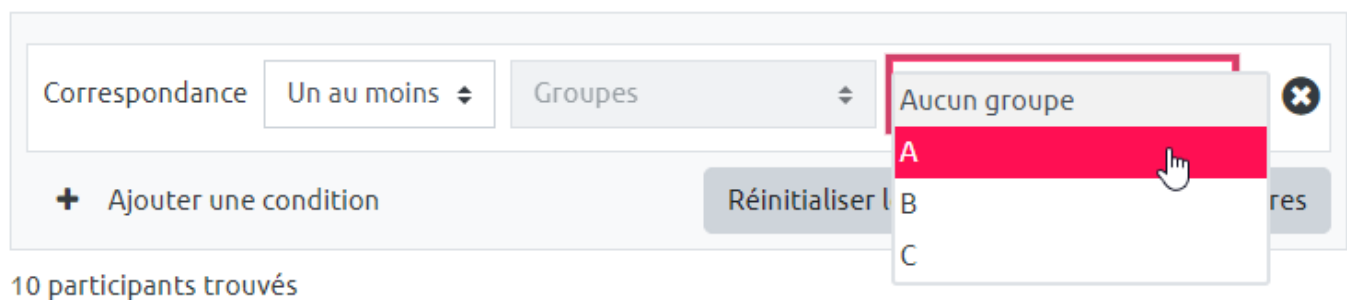 Correspondance Un au moins Groupes Aucun groupe
A
Ajouter une condition Réinitialiser B res
C
10 participants trouvés